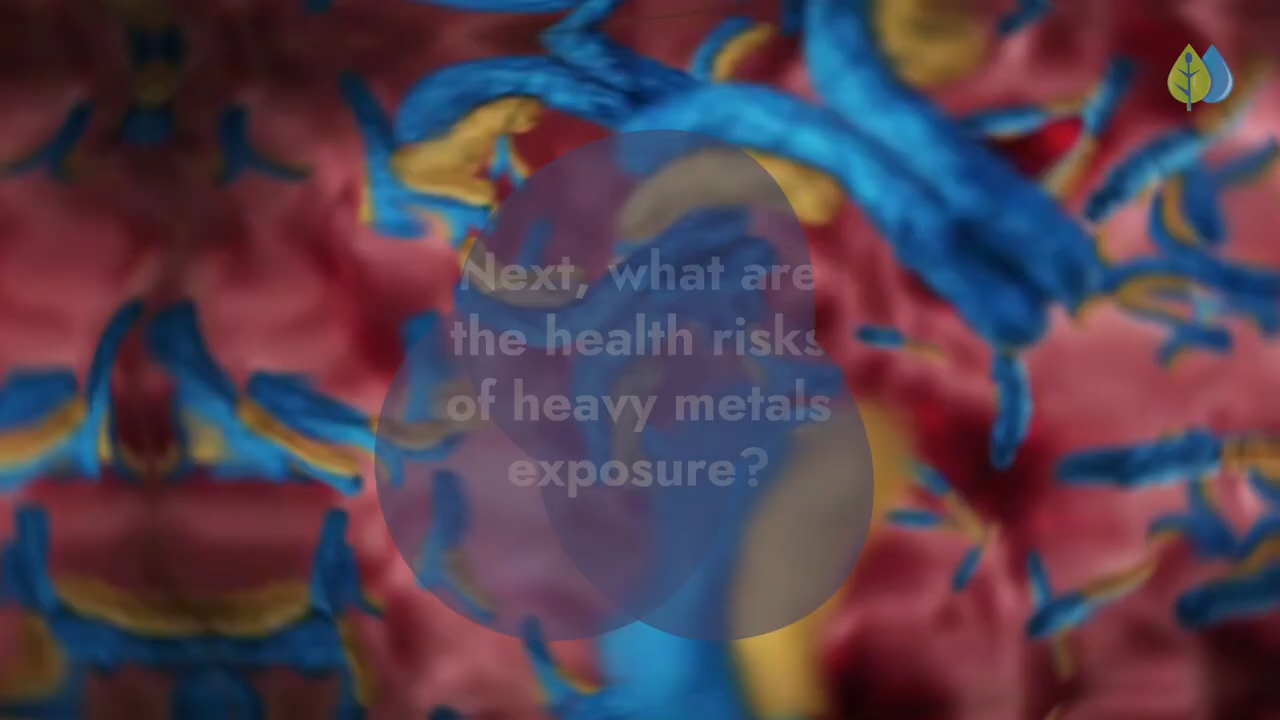 Next, what are
the health risks
of heavy metals
exposure?